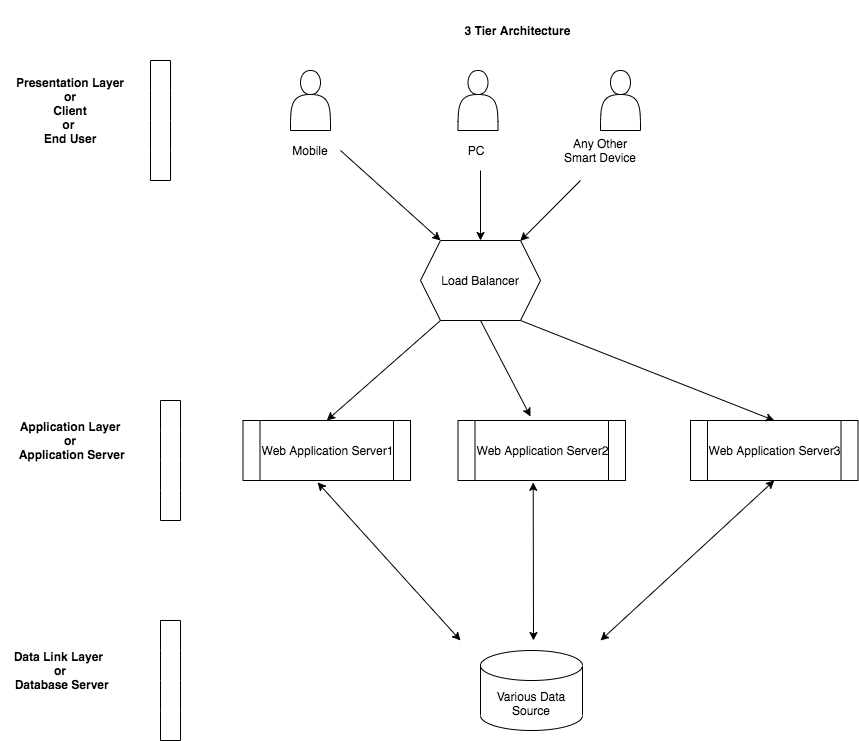 3 Tier Architecture
Presentation Layer
or
Client
or
End User
Mobile
PC
Any Other
Smart Device
Load Balancer
Application Layer
or
Application Server
Web Application Server1
Web Application Server2
Web Application Server3
Data Link Layer
or
Database Server
Various Data
Source